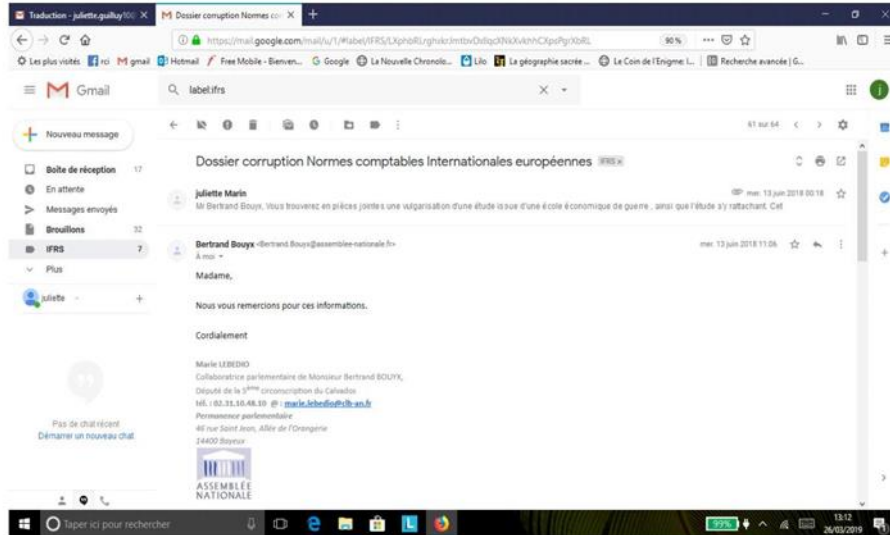 Traduction - juliette.guilluy10
Dossier corruption Normes co
https://mail.google.com/mail/u/1/#label/IFRS/
90 %
Les plus visités
rci
gmail
Hotmail
Free Mobile - Bienven...
Google
La Nouvelle Chronolo...
Lilo
La géographie sacrée ...
Le Coin de l'Enigme: L...
Recherche avancée | G...
Gmail
label:ifrs
Nouveau message
61 sur 64
Boîte de réception 17
En attente
Messages envoyés
Brouillons 32
IFRS 7
Plus
juliette
Pas de chat récent
Démarrer un nouveau chat
Dossier corruption Normes comptables Internationales européennes IFRS x
juliette Marin mer. 13 juin 2018 00:18
Mr Bertrand Bouyx, Vous trouverez en pièces jointes une vulgarisation d'une étude issue d'une école économique de guerre , ainsi que l'étude s'y rattachant. Cet
Bertrand Bouyx <Bertrand.Bouyx@assemblee-nationale.fr> mer. 13 juin 2018 11:06
À moi
Madame,
Nous vous remercions pour ces informations.
Cordialement
Marie LEBEDIO
Collaboratrice parlementaire de Monsieur Bertrand BOUYX,
Député de la 5ème circonscription du Calvados
tél. : 02.31.10.48.10 @ : marie.lebedio@clb-an.fr
Permanence parlementaire
46 rue Saint Jean, Allée de l'Orangerie
14400 Bayeux
ASSEMBLÉE
NATIONALE
Taper ici pour rechercher
99%
13:12
26/03/2019